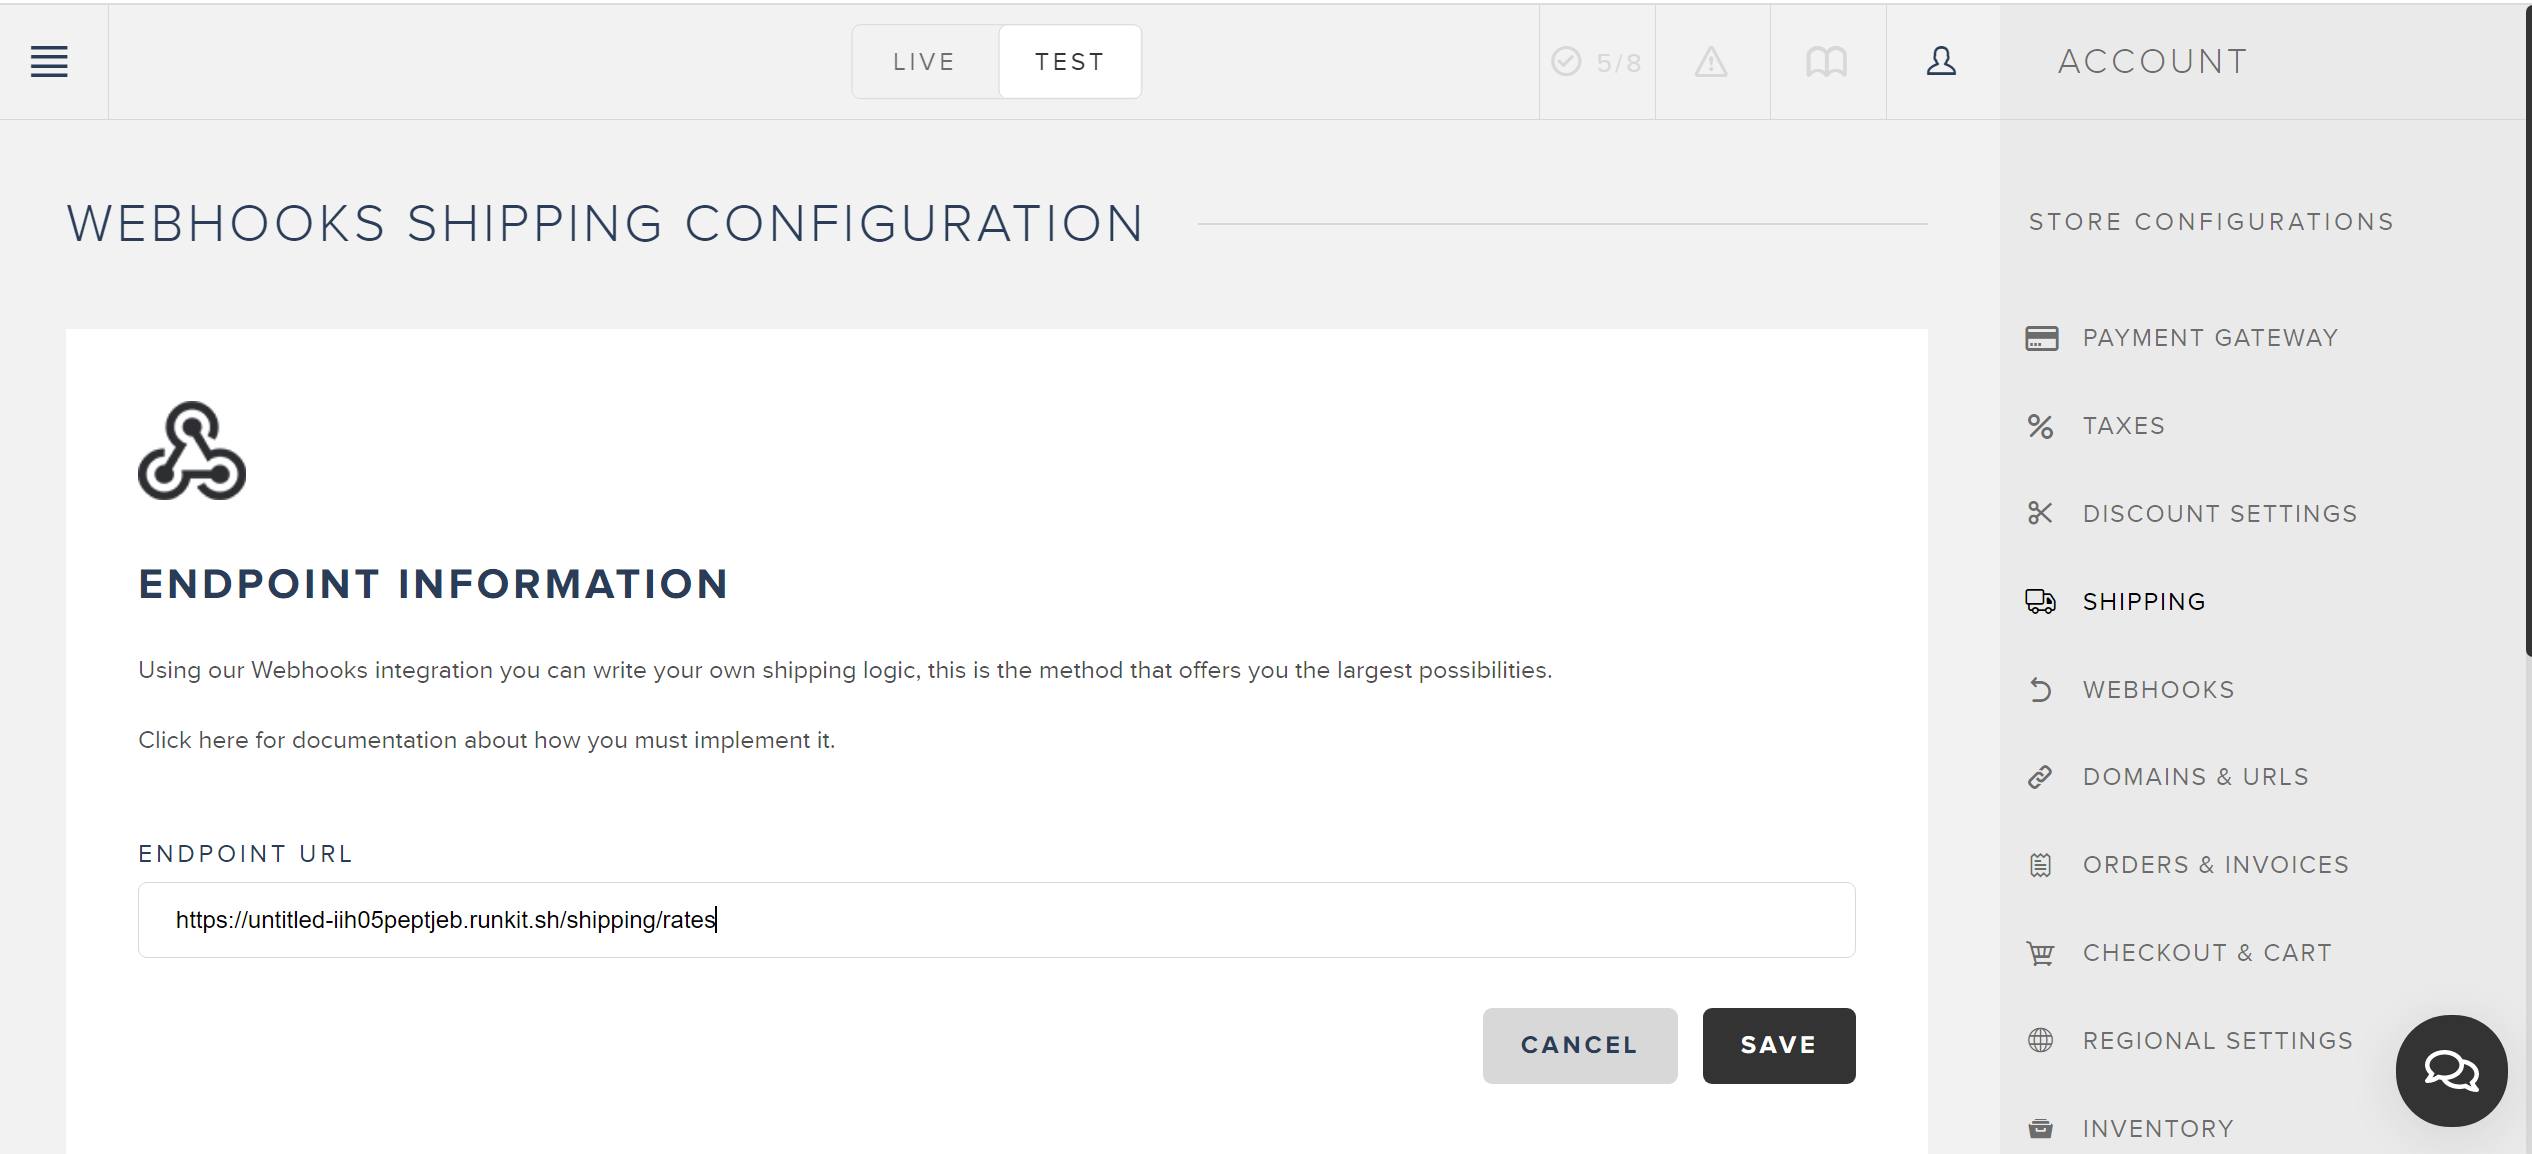 LIVE
TEST
5/8
ACCOUNT
WEBHOOKS SHIPPING CONFIGURATION
ENDPOINT INFORMATION
Using our Webhooks integration you can write your own shipping logic, this is the method that offers you the largest possibilities.
Click here for documentation about how you must implement it.
ENDPOINT URL
https://untitled-iih05peptjeb.runkit.sh/shipping/rates
CANCEL
SAVE
STORE CONFIGURATIONS
PAYMENT GATEWAY
TAXES
DISCOUNT SETTINGS
SHIPPING
WEBHOOKS
DOMAINS & URLS
ORDERS & INVOICES
CHECKOUT & CART
REGIONAL SETTINGS
INVENTORY